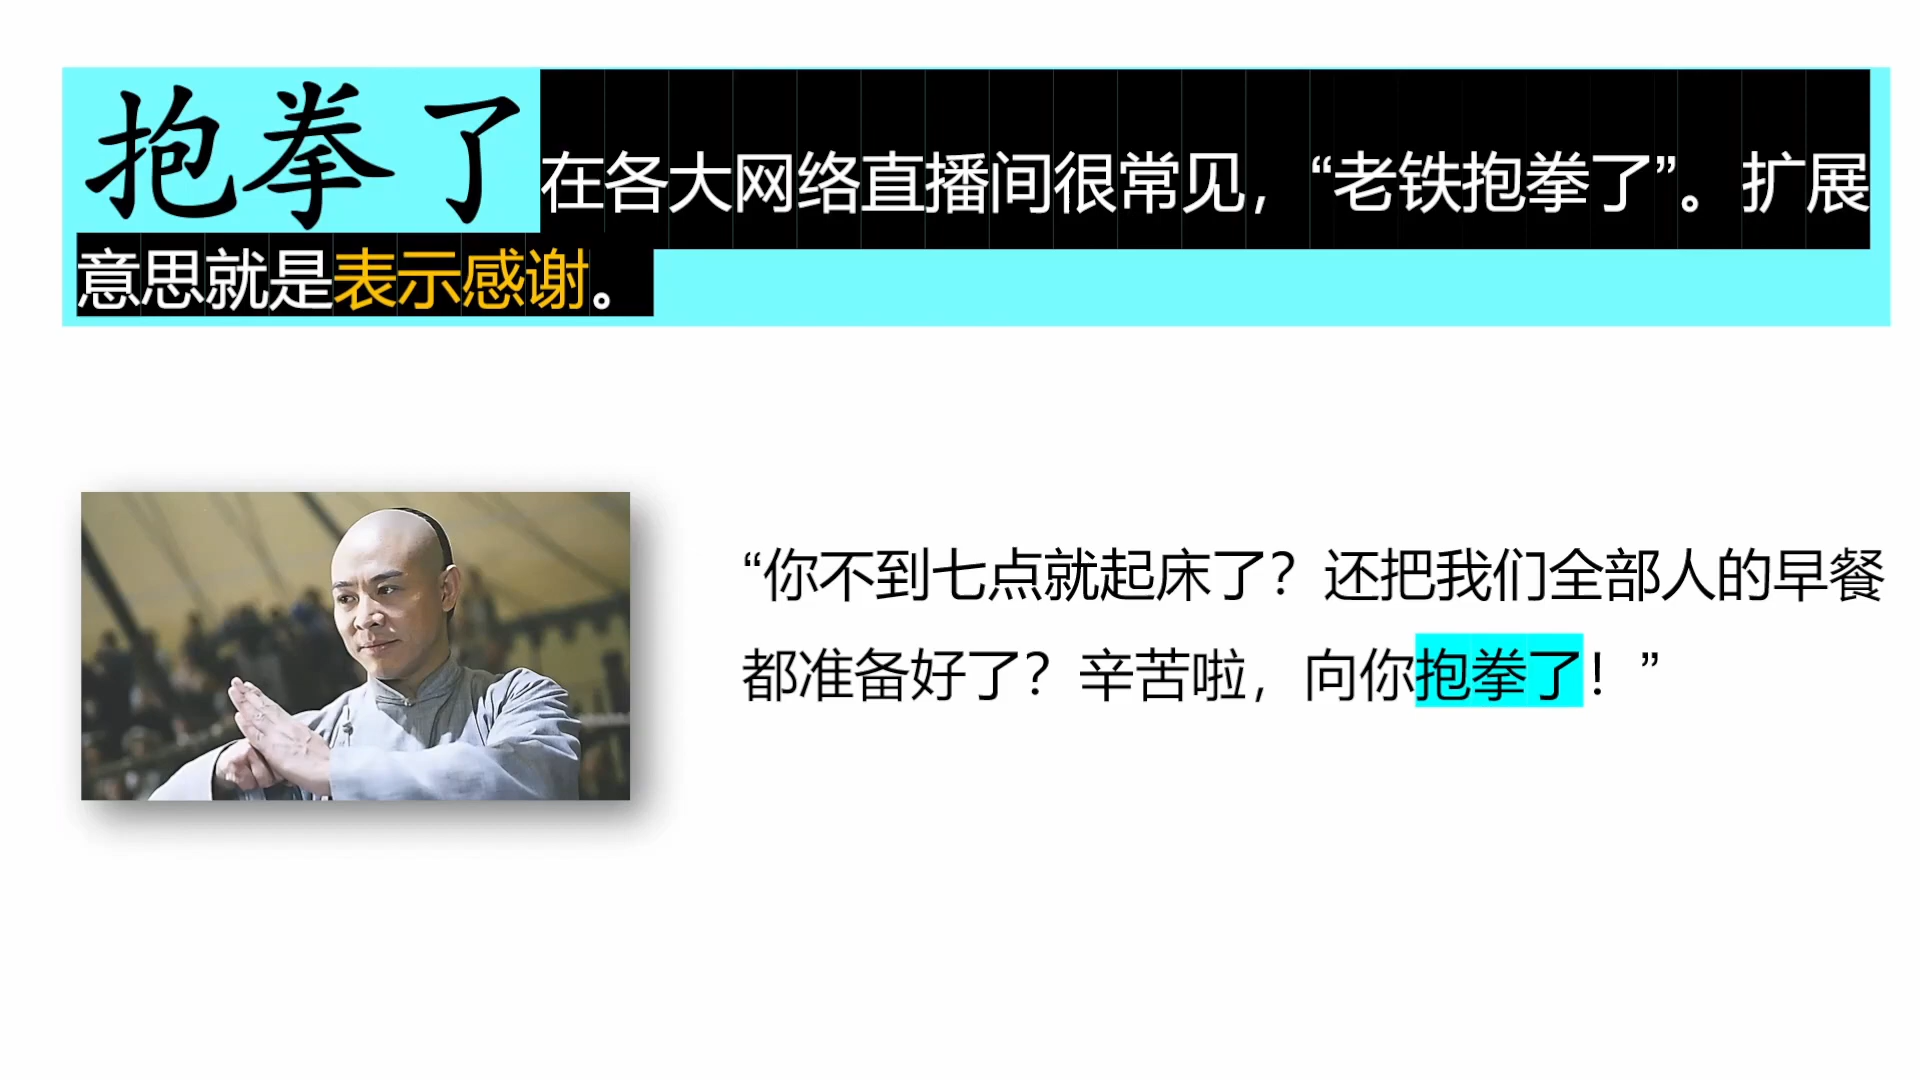 抱拳了在各大网络直播间很常见，“老铁抱拳了”。扩展
意思就是表示感谢。
“你不到七点就起床了？还把我们全部人的早餐
都准备好了？辛苦啦，向你抱拳了！”